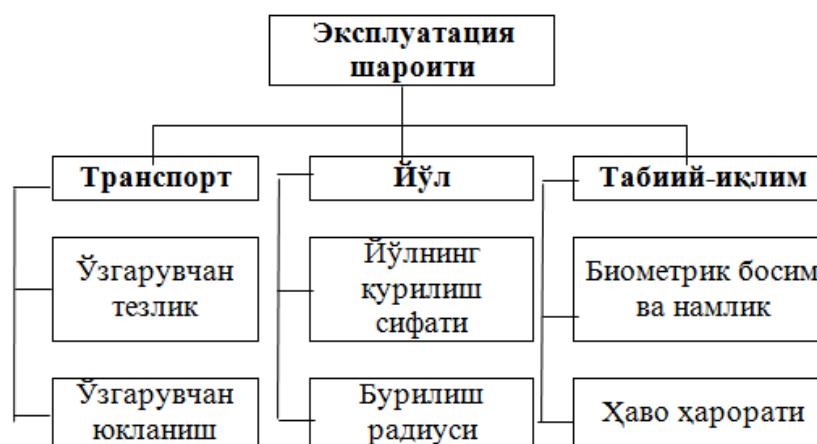 Эксплуатация
шароити
Транспорт
Йўл
Табиий-иқлим
Ўзгарувчан
тезлик
Йўлнинг
қурилиш
сифати
Биометрик босим
ва намлик
Ўзгарувчан
юкланиш
Бурилиш
радиуси
Ҳаво ҳарорати